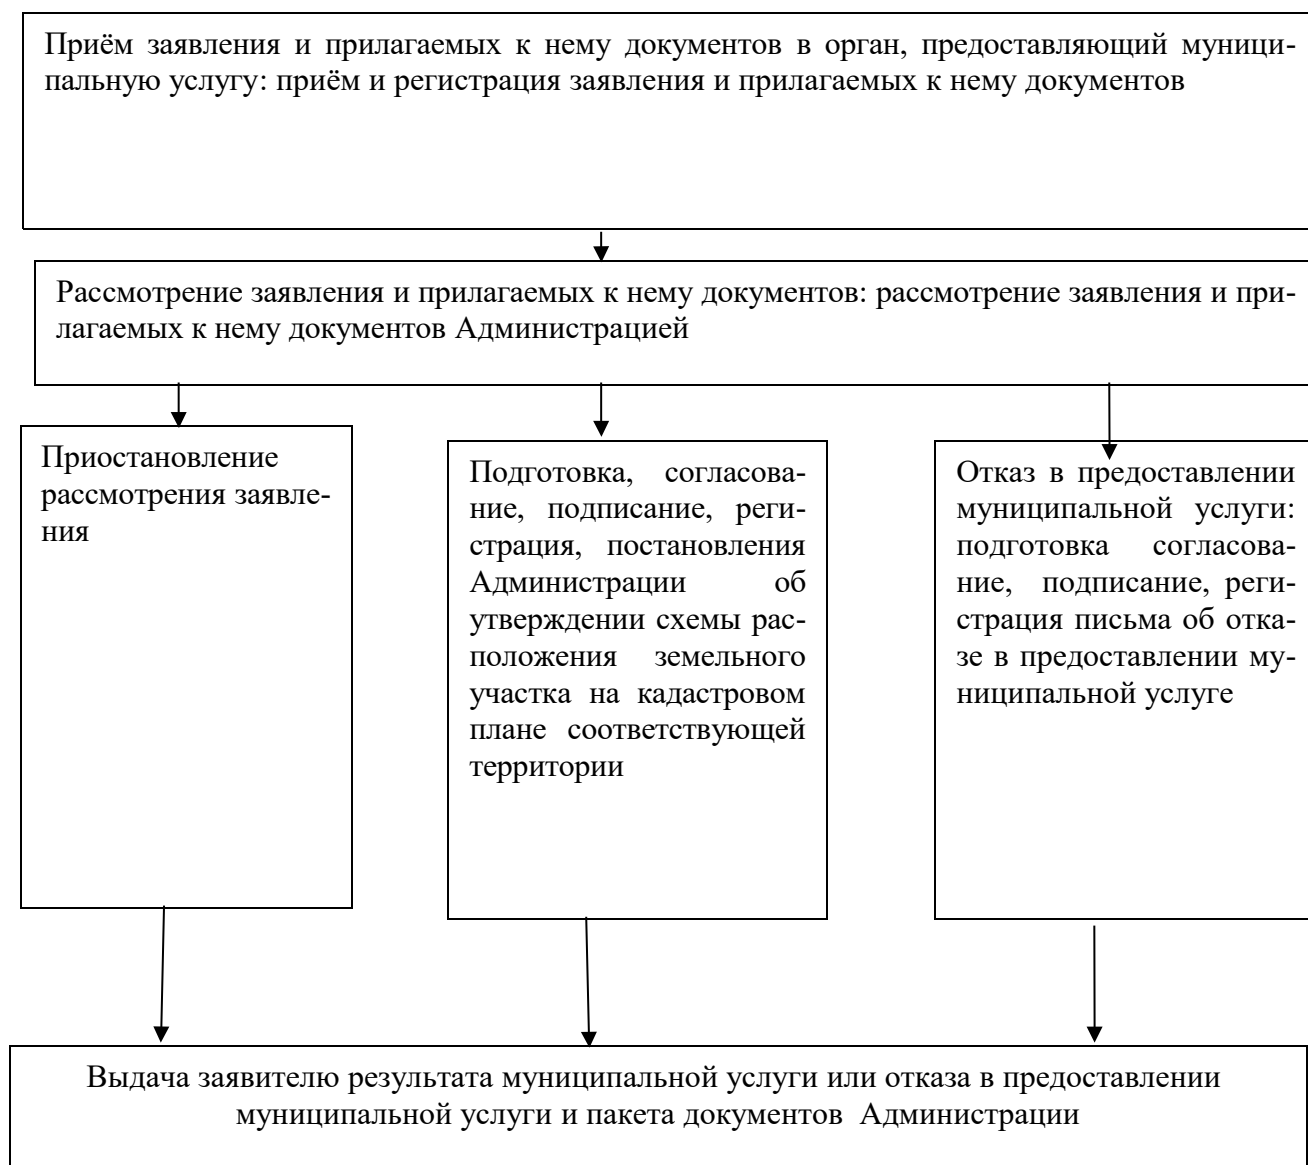 Приём заявления и прилагаемых к нему документов в орган, предоставляющий муници-
пальную услугу: приём и регистрация заявления и прилагаемых к нему документов
Рассмотрение заявления и прилагаемых к нему документов: рассмотрение заявления и при-
лагаемых к нему документов Администрацией
Приостановление
рассмотрения заявле-
ния
Подготовка, согласова-
ние, подписание, реги-
страция, постановления
Администрации об
утверждении схемы рас-
положения земельного
участка на кадастровом
плане соответствующей
территории
Отказ в предоставлении
муниципальной услуги:
подготовка согласова-
ние, подписание, реги-
страция письма об отка-
зе в предоставлении му-
ниципальной услуге
Выдача заявителю результата муниципальной услуги или отказа в предоставлении
муниципальной услуги и пакета документов Администрации